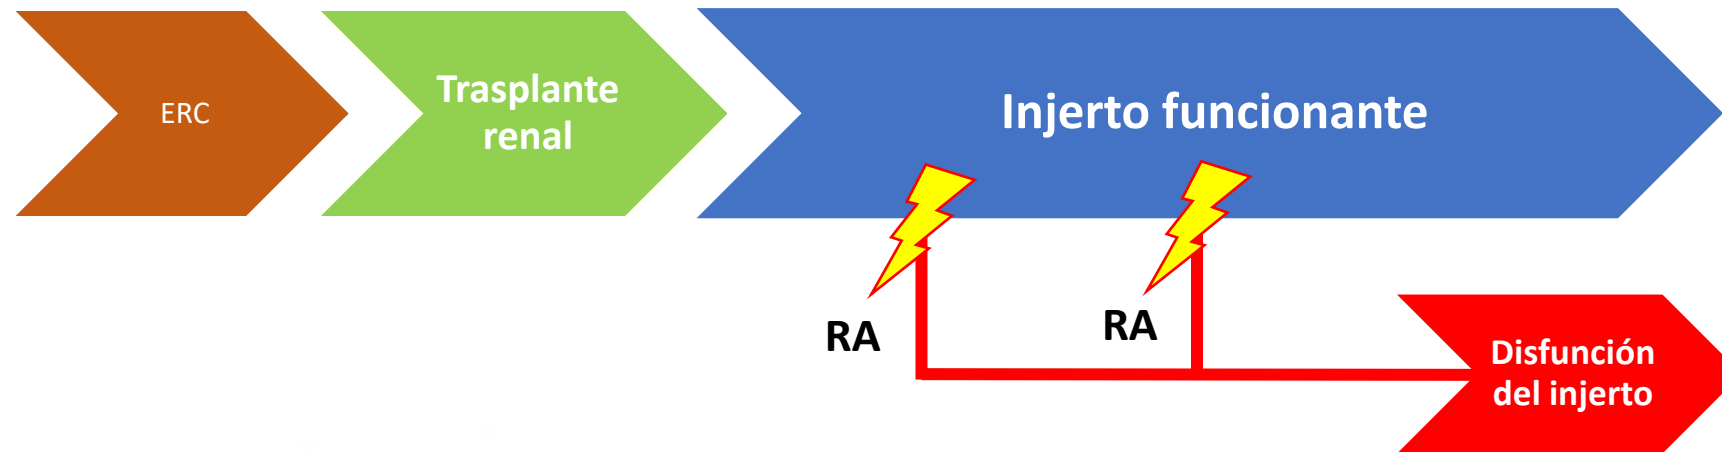 ERC
Trasplante
renal
Injerto funcionante
RA
RA
Disfunción
del injerto